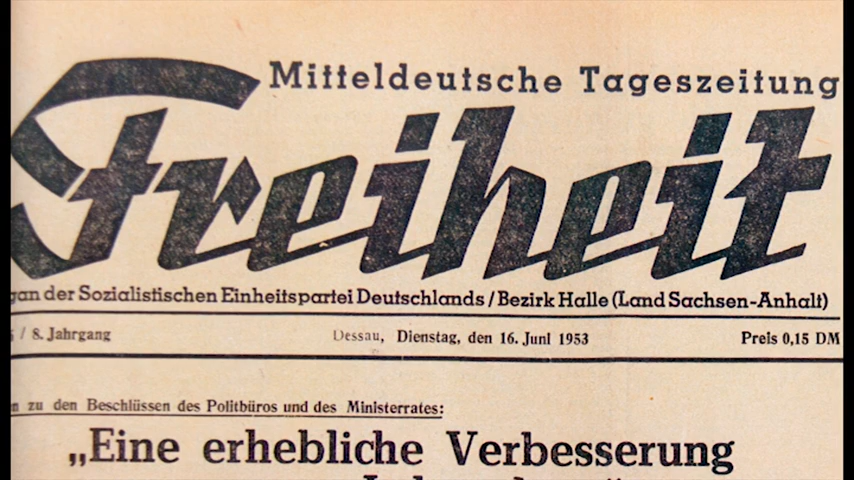 Mitteldeutsche Tageszeitung
Freiheit
gan der Sozialistischen Einheitspartei Deutschlands / Bezirk Halle (Land Sachsen-Anhalt)
/ 8. Jahrgang Dessau, Dienstag, den 16. Juni 1953 Preis 0,15 DM
zu den Beschlüssen des Politbüros und des Ministerrates:
„Eine erhebliche Verbesserung